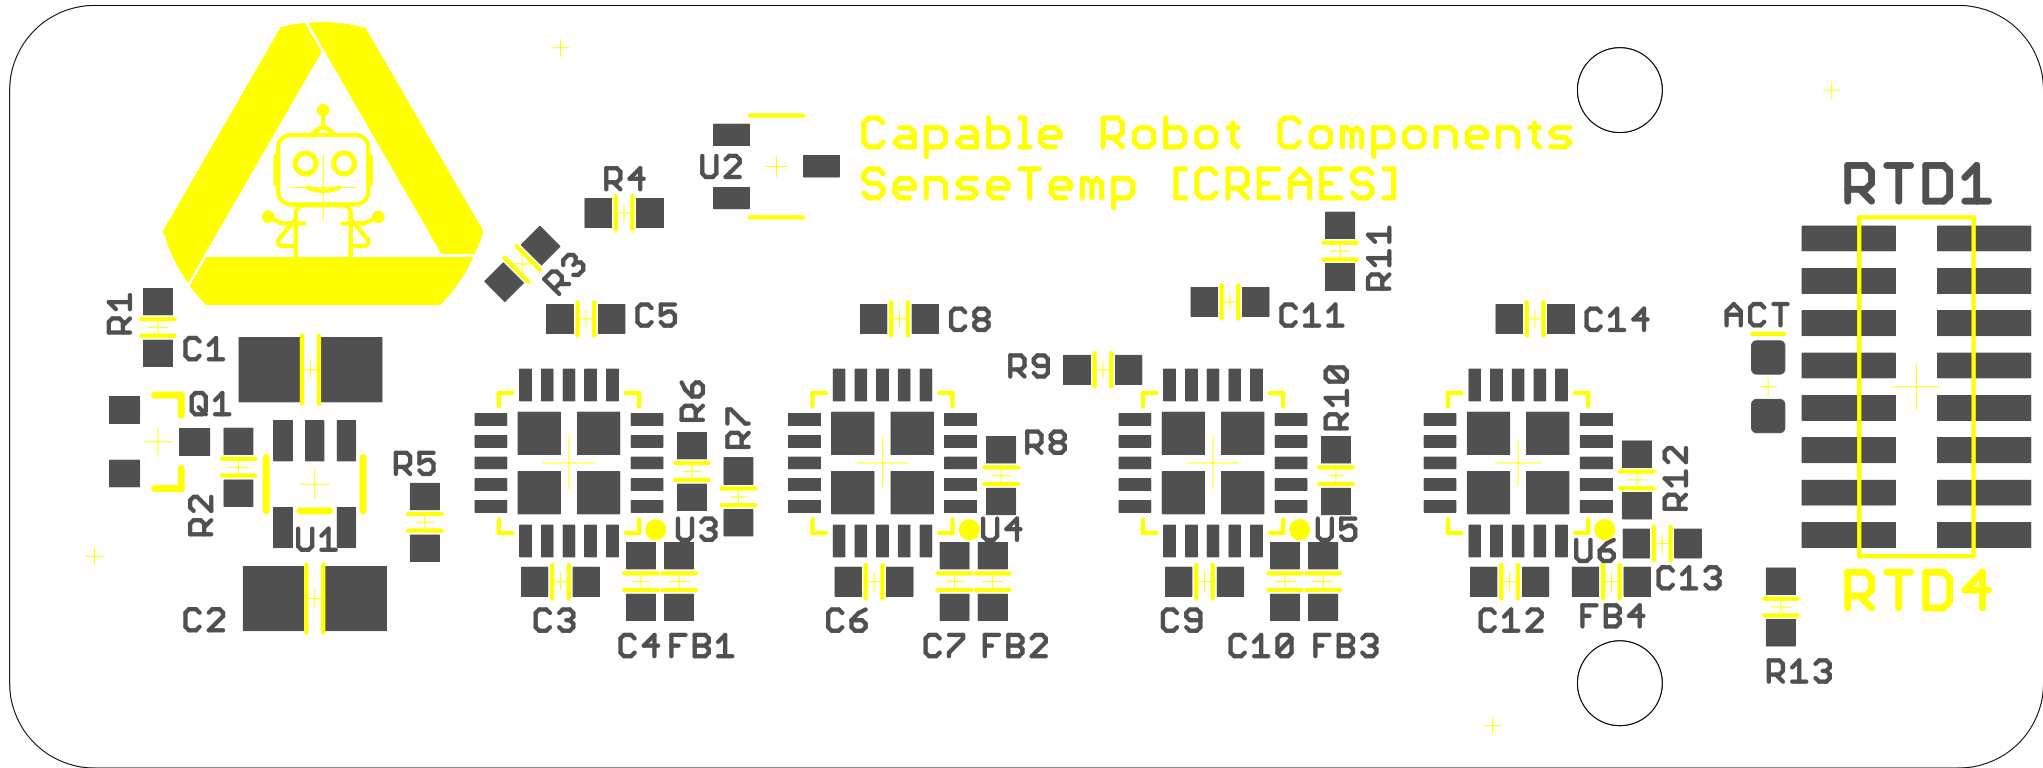 Capable Robot Components
SenseTemp [CREAES]
U2
R4
RTD1
R3
R11
R1
C5
C8
C11
C14
ACT
C1
R9
Q1
R6
R7
R10
R8
R5
R12
R2
U1
U3
U4
U5
U6
C13
RTD4
C2
C3
C6
C9
C12
FB4
C4
FB1
C7
FB2
C10
FB3
R13